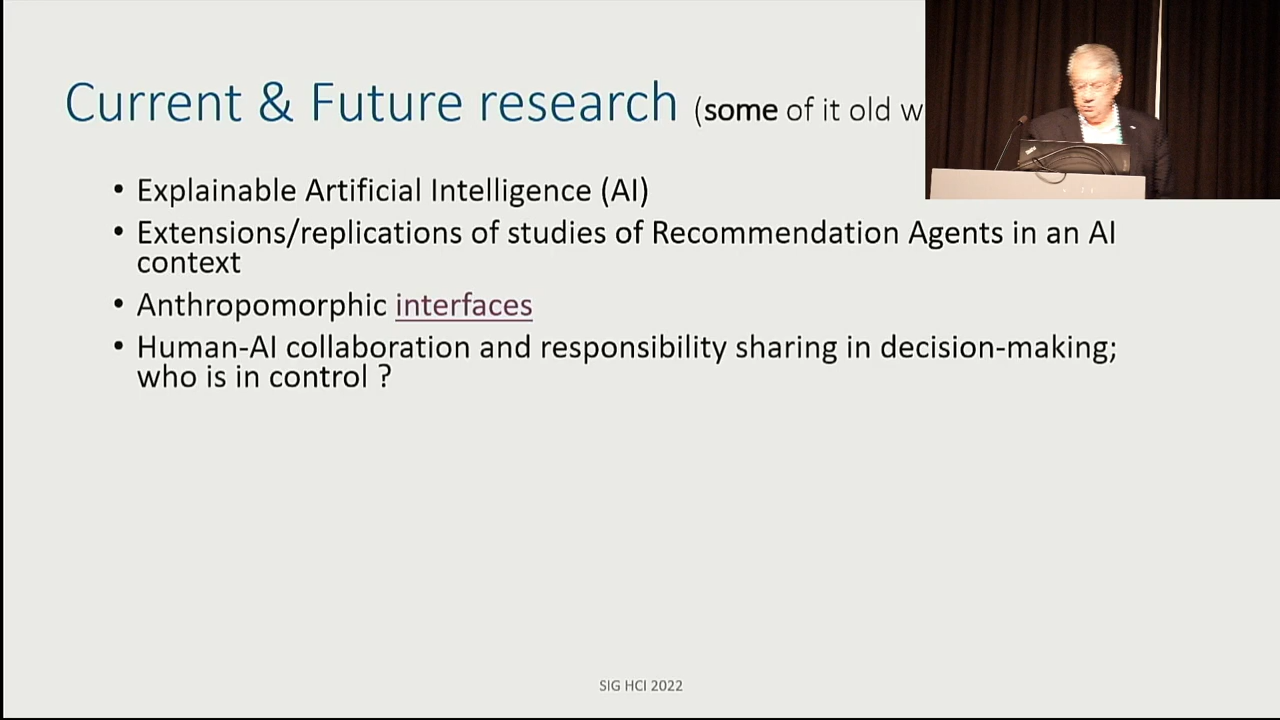 Current & Future research (some of it old
• Explainable Artificial Intelligence (AI)
• Extensions/replications of studies of Recommendation Agents in an AI
context
• Anthropomorphic interfaces
• Human-AI collaboration and responsibility sharing in decision-making;
who is in control ?
SIG HCI 2022